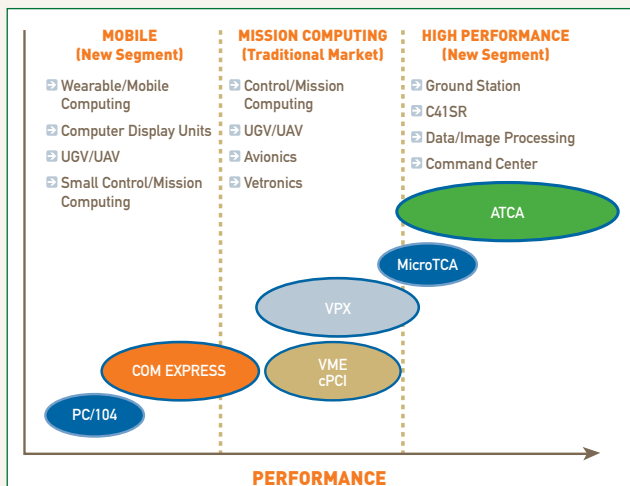 MOBILE
(New Segment)
Wearable/Mobile
Computing
Computer Display Units
UGV/UAV
Small Control/Mission
Computing
MISSION COMPUTING
(Traditional Market)
Control/Mission
Computing
UGV/UAV
Avionics
Vetronics
HIGH PERFORMANCE
(New Segment)
Ground Station
C41SR
Data/Image Processing
Command Center
ATCA
MicroTCA
VPX
COM EXPRESS
VME
cPCI
PC/104
PERFORMANCE